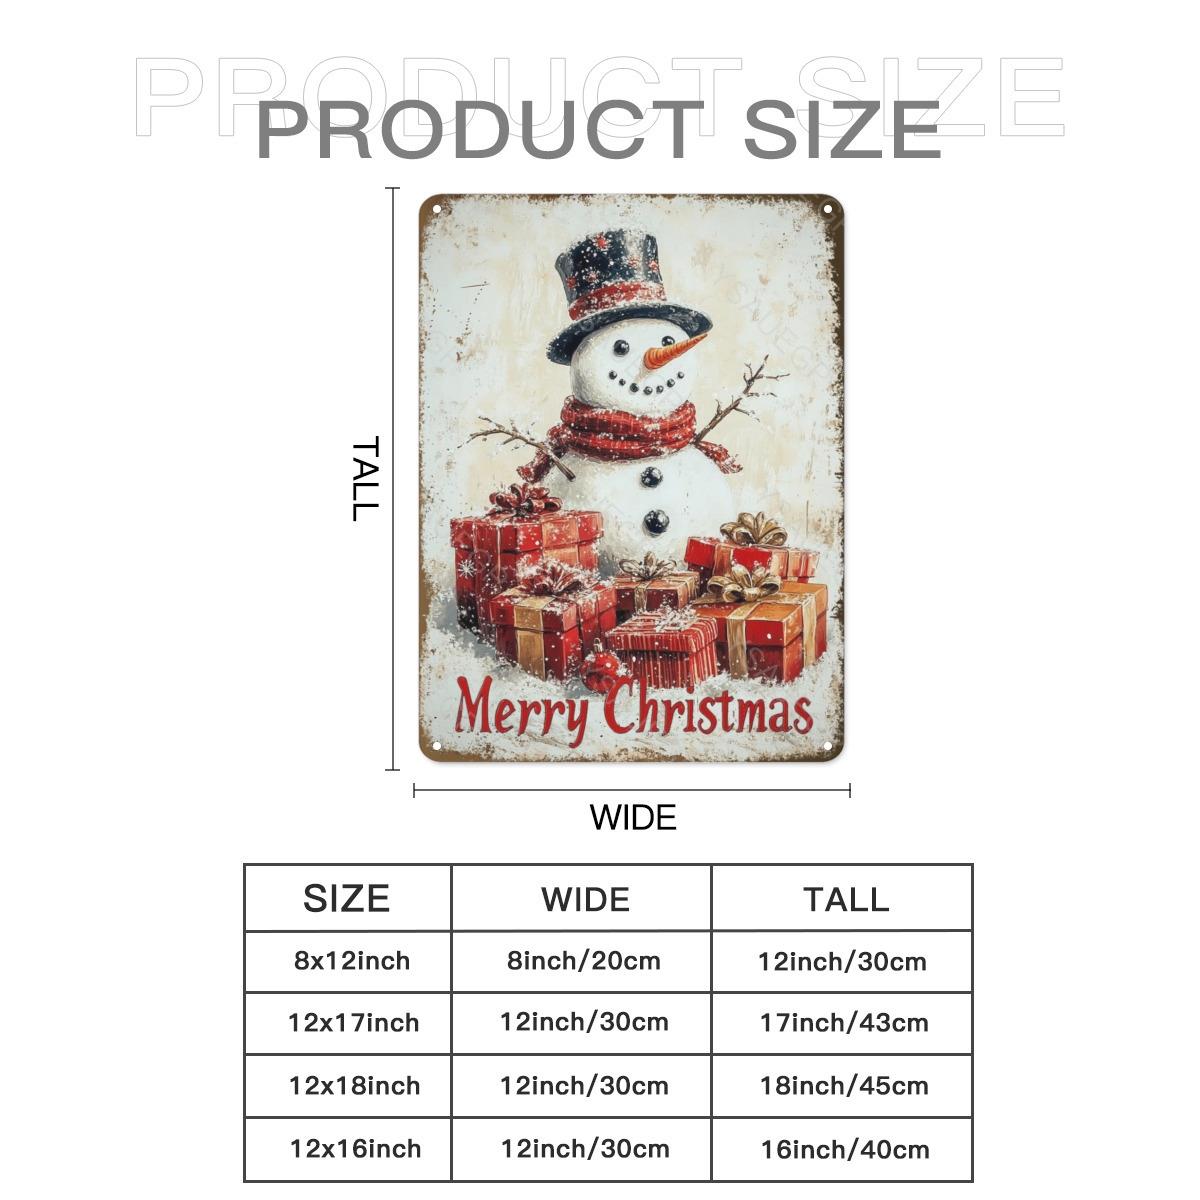 PRODUCT SIZE
PRODUCT SIZE
TALL
Merry Christmas
WIDE
SIZE WIDE TALL
8x12inch 8inch/20cm 12inch/30cm
12x17inch 12inch/30cm 17inch/43cm
12x18inch 12inch/30cm 18inch/45cm
12x16inch 12inch/30cm 16inch/40cm